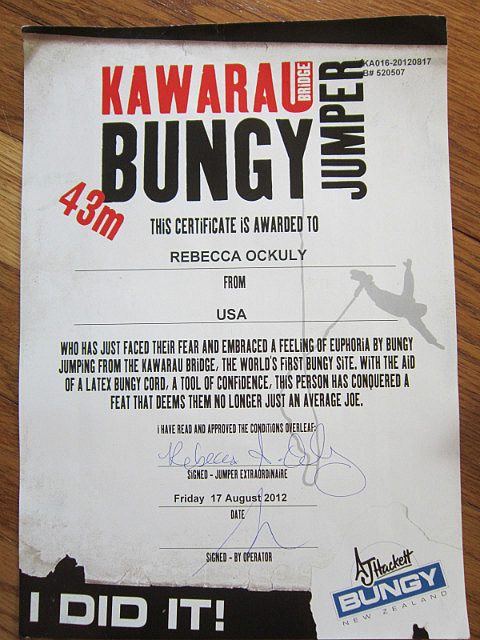 KA016-20120817
B# 520507
KAWARAU
BRIDGE
BUNGY
JUMPER
43m
THIS CERTIFICATE IS AWARDED TO
REBECCA OCKULY
FROM
USA
WHO HAS JUST FACED THEIR FEAR AND EMBRACED A FEELING OF EUPHORIA BY BUNGY
JUMPING FROM THE KAWARAU BRIDGE, THE WORLD'S FIRST BUNGY SITE. WITH THE AID
OF A LATEX BUNGY CORD, A TOOL OF CONFIDENCE, THIS PERSON HAS CONQUERED A
FEAT THAT DEEMS THEM NO LONGER JUST AN AVERAGE JOE.
I HAVE READ AND APPROVED THE CONDITIONS OVERLEAF:
Rebecca
SIGNED - JUMPER EXTRAORDINAIRE
Friday 17 August 2012
DATE
SIGNED - BY OPERATOR
I DID IT!
AJ Hackett
BUNGY
NEW ZEALAND